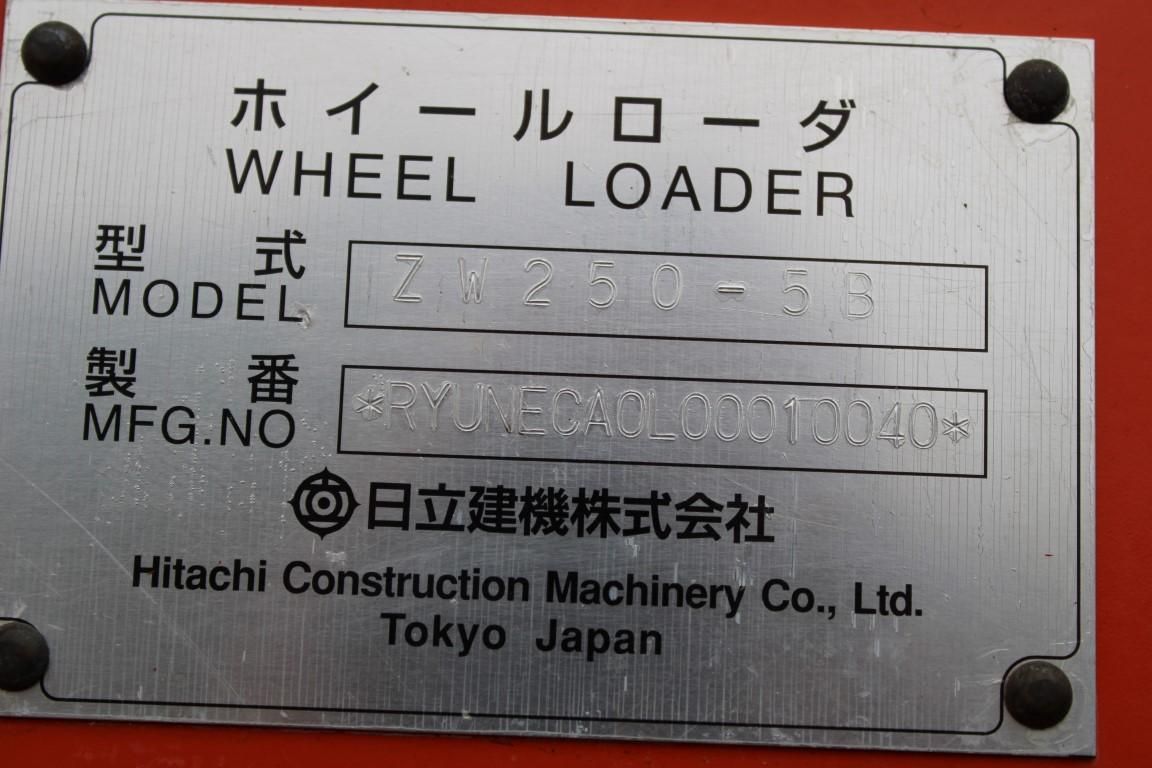 ホイールローダ
WHEEL LOADER
型式 ZW250-5B
MODEL
製番 *RYUNECA0L00010040*
MFG.NO
日立建機株式会社
Hitachi Construction Machinery Co., Ltd.
Tokyo Japan